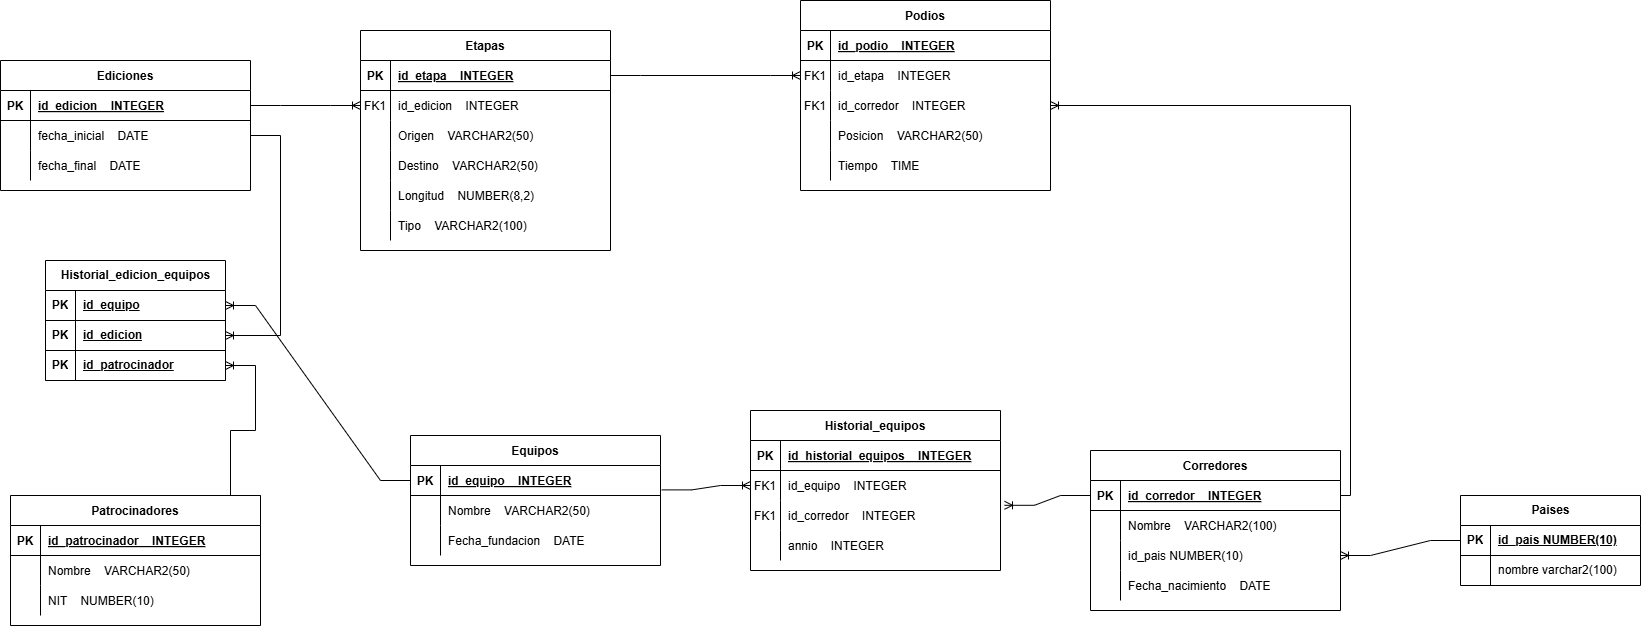 Ediciones
PK id_edicion INTEGER
fecha_inicial DATE
fecha_final DATE
Etapas
PK id_etapa INTEGER
FK1 id_edicion INTEGER
Origen VARCHAR2(50)
Destino VARCHAR2(50)
Longitud NUMBER(8,2)
Tipo VARCHAR2(100)
Podios
PK id_podio INTEGER
FK1 id_etapa INTEGER
FK1 id_corredor INTEGER
Posicion VARCHAR2(50)
Tiempo TIME
Historial_edicion_equipos
PK id_equipo
PK id_edicion
PK id_patrocinador
Patrocinadores
PK id_patrocinador INTEGER
Nombre VARCHAR2(50)
NIT NUMBER(10)
Equipos
PK id_equipo INTEGER
Nombre VARCHAR2(50)
Fecha_fundacion DATE
Historial_equipos
PK id_historial_equipos INTEGER
FK1 id_equipo INTEGER
FK1 id_corredor INTEGER
annio INTEGER
Corredores
PK id_corredor INTEGER
Nombre VARCHAR2(100)
id_pais NUMBER(10)
Fecha_nacimiento DATE
Paises
PK id_pais NUMBER(10)
nombre varchar2(100)